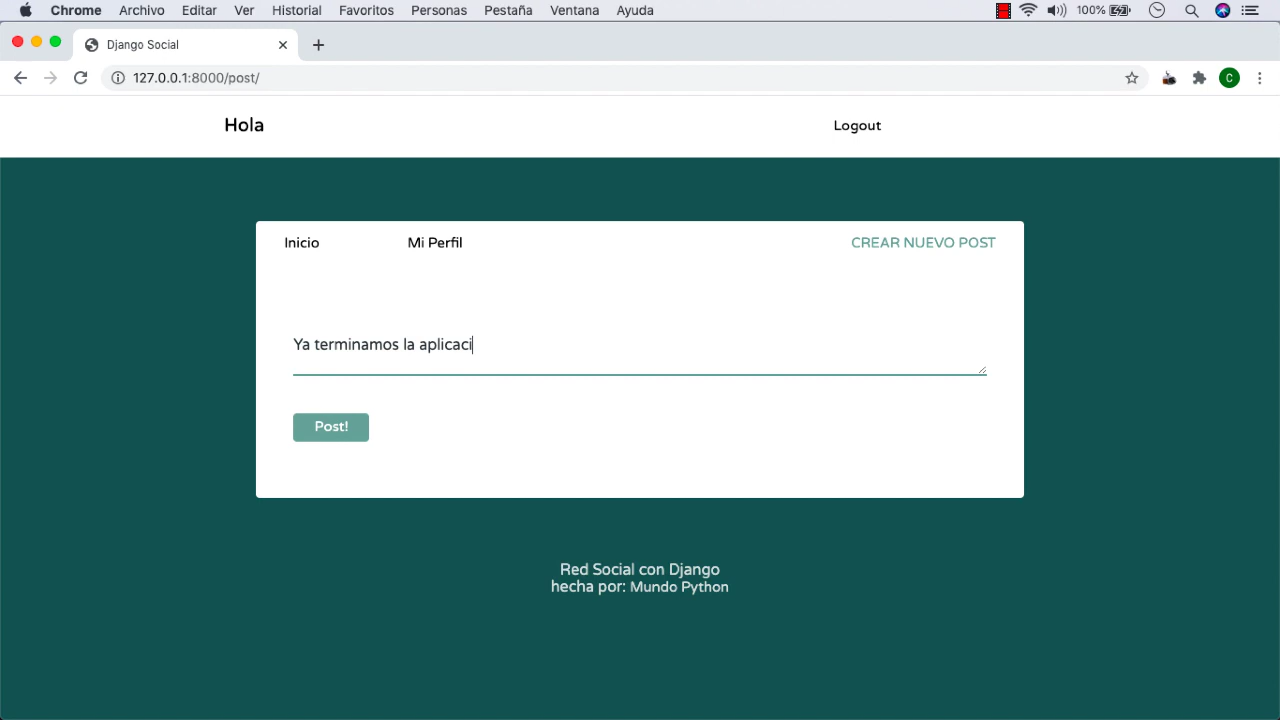 Chrome Archivo Editar Ver Historial Favoritos Personas Pestaña Ventana Ayuda 100%
Django Social
127.0.0.1:8000/post/
C
Hola Logout
Inicio Mi Perfil CREAR NUEVO POST
Ya terminamos la aplicaci
Post!
Red Social con Django
hecha por: Mundo Python